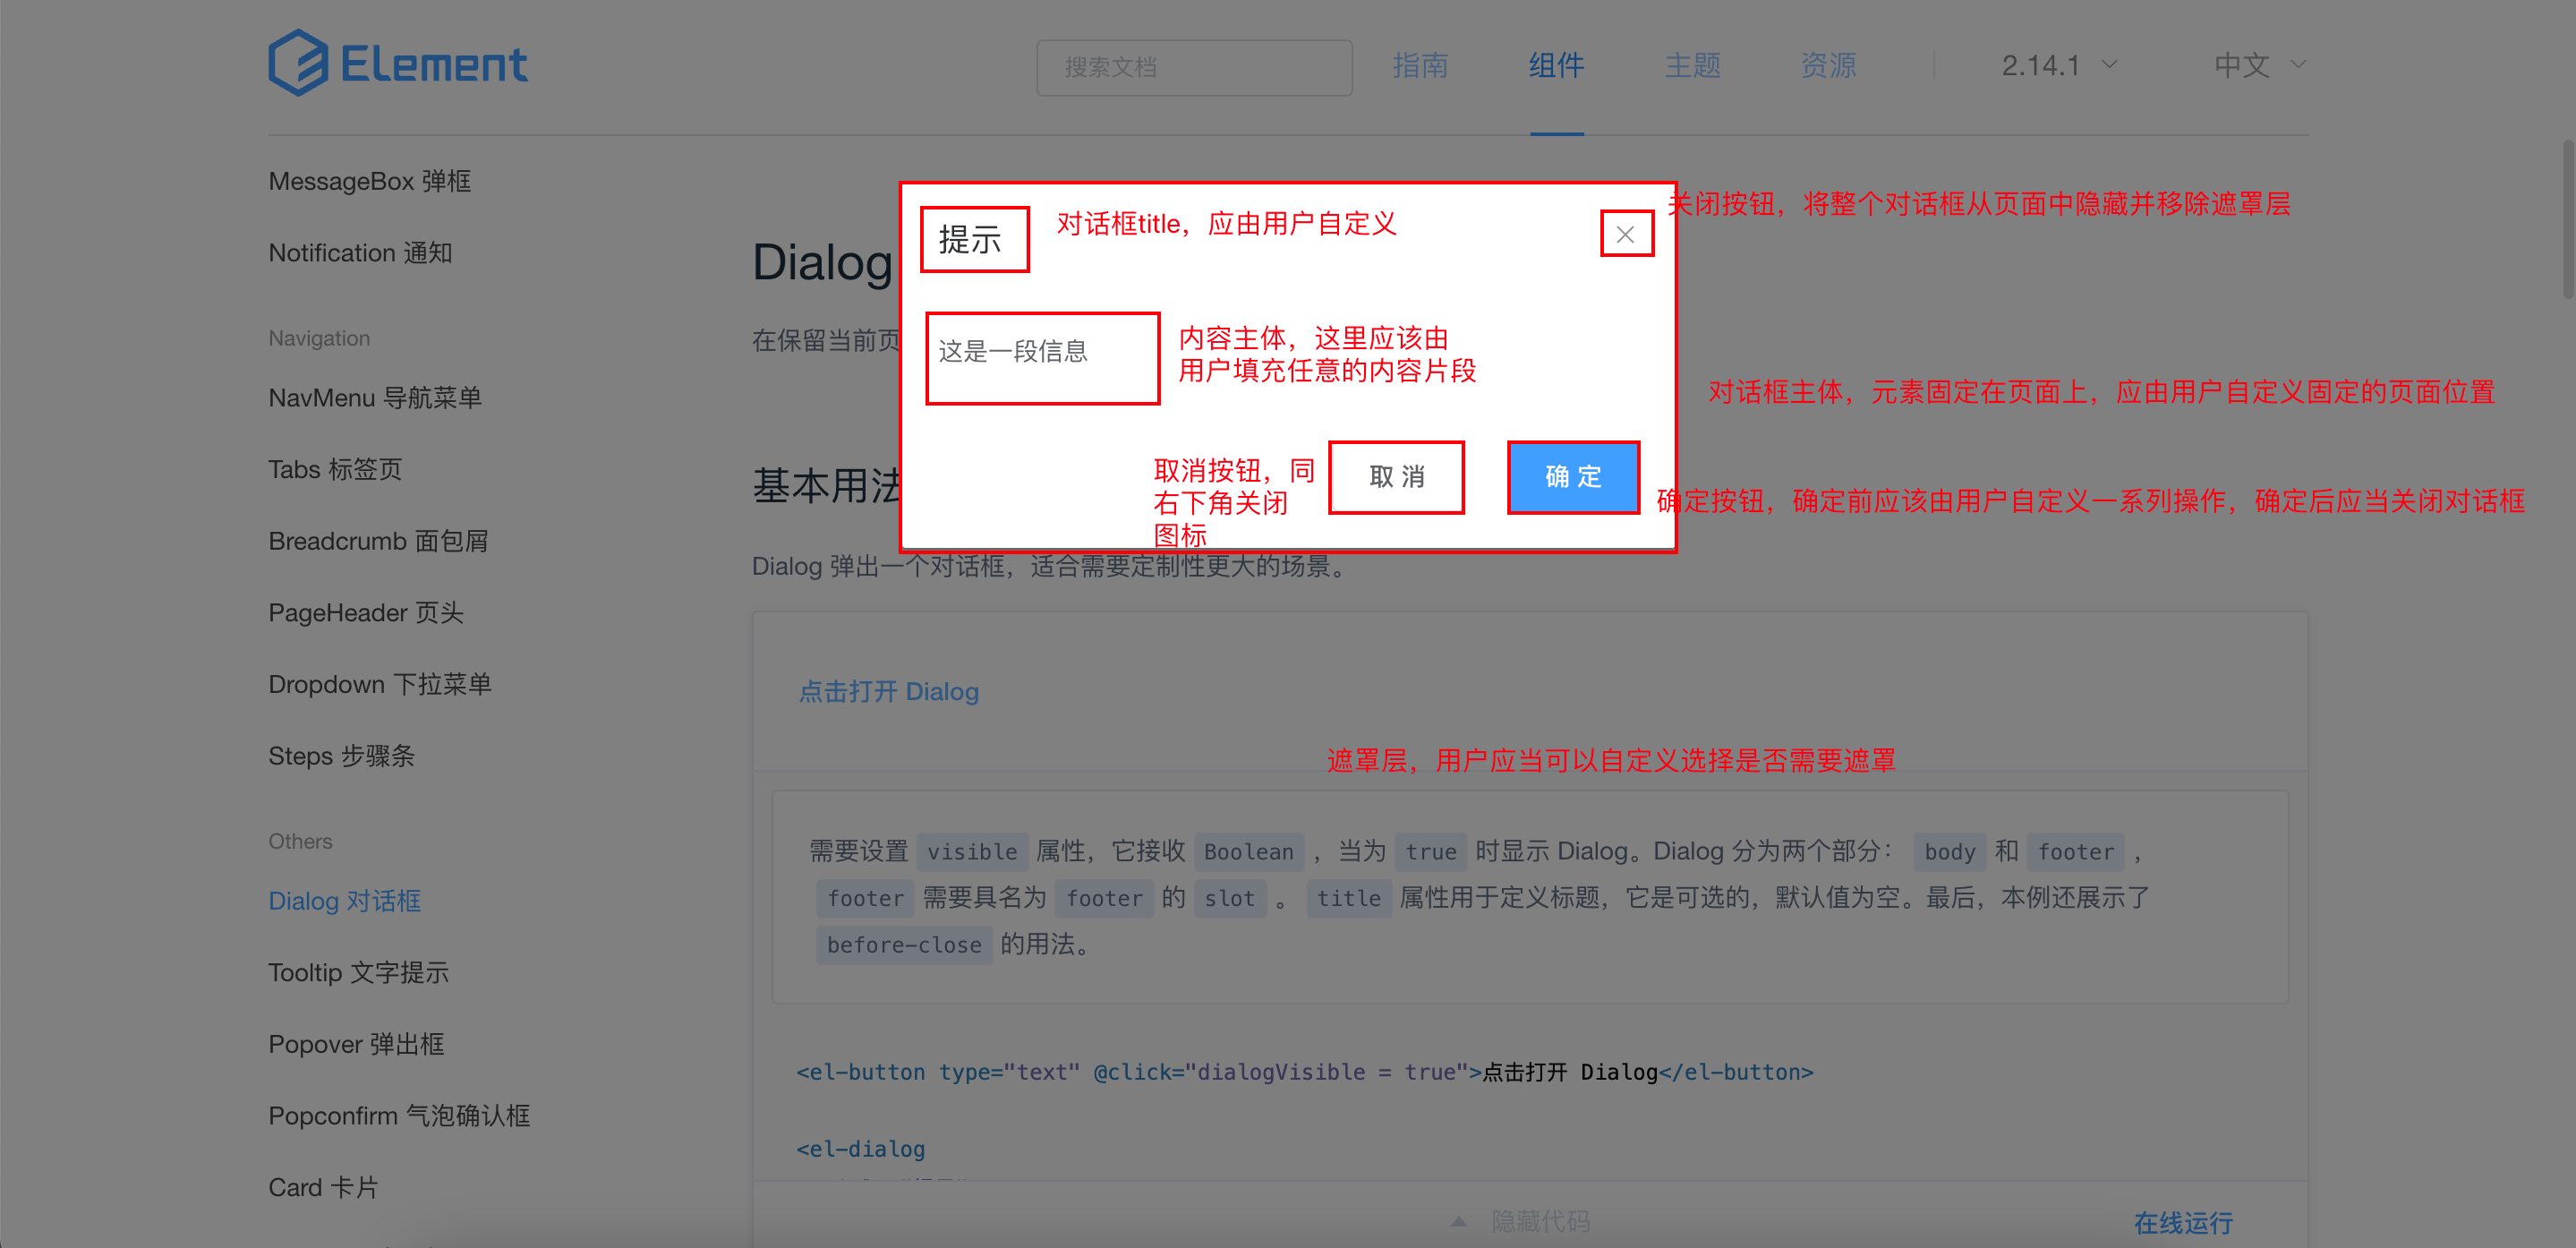 Element
搜索文档
指南
组件
主题
资源
2.14.1
中文
MessageBox 弹框
Notification 通知
Navigation
NavMenu 导航菜单
Tabs 标签页
Breadcrumb 面包屑
PageHeader 页头
Dropdown 下拉菜单
Steps 步骤条
Others
Dialog 对话框
Tooltip 文字提示
Popover 弹出框
Popconfirm 气泡确认框
Card 卡片
Dialog
在保留当前页
基本用法
Dialog 弹出一个对话框，适合需要定制性更大的场景。
提示
对话框title，应由用户自定义
关闭按钮，将整个对话框从页面中隐藏并移除遮罩层
这是一段信息
内容主体，这里应该由
用户填充任意的内容片段
对话框主体，元素固定在页面上，应由用户自定义固定的页面位置
取消按钮，同
右下角关闭
图标
取 消
确 定
确定按钮，确定前应该由用户自定义一系列操作，确定后应当关闭对话框
点击打开 Dialog
遮罩层，用户应当可以自定义选择是否需要遮罩
需要设置 visible 属性，它接收 Boolean ，当为 true 时显示 Dialog。Dialog 分为两个部分： body 和 footer ，
footer 需要具名为 footer 的 slot 。 title 属性用于定义标题，它是可选的，默认值为空。最后，本例还展示了
before-close 的用法。
<el-button type="text" @click="dialogVisible = true">点击打开 Dialog</el-button>
<el-dialog
隐藏代码
在线运行